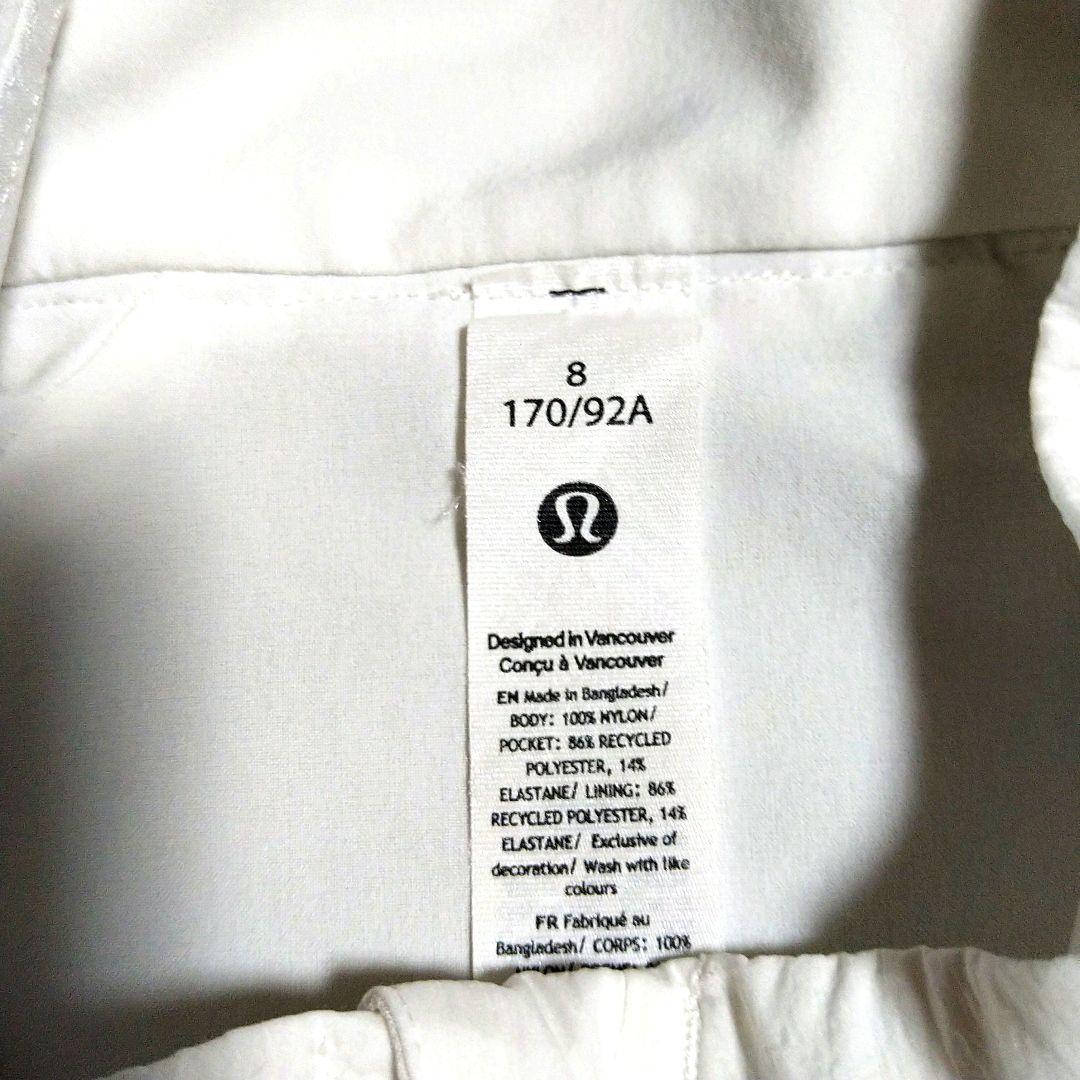 8
170/92A
Designed in Vancouver
Conçu à Vancouver
EN Made in Bangladesh/
BODY: 100% NYLON/
POCKET: 86% RECYCLED
POLYESTER, 14%
ELASTANE/ LINING: 86%
RECYCLED POLYESTER, 14%
ELASTANE/ Exclusive of
decoration/ Wash with like
colours
FR Fabriqué au
Bangladesh/ CORPS: 100%